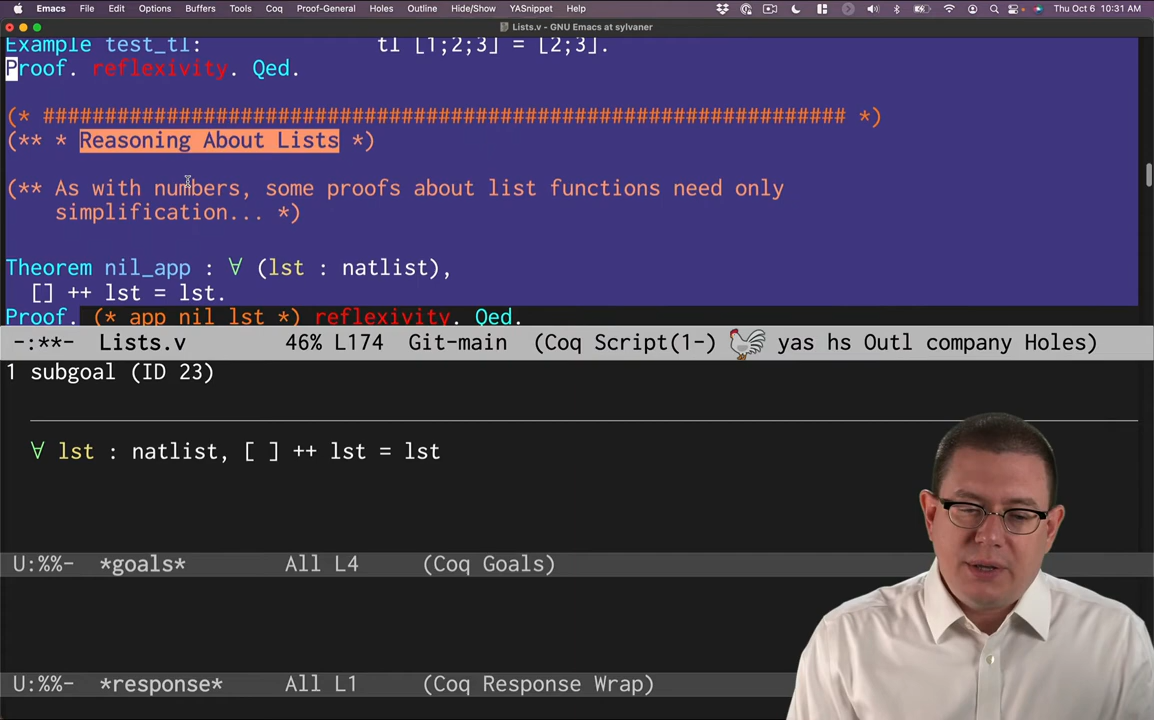 Emacs File Edit Options Buffers Tools Coq Proof-General Holes Outline Hide/Show YASnippet Help Thu Oct 6 10:31 AM
Lists.v - GNU Emacs at sylvaner
Example test_tl: tl [1;2;3] = [2;3].
Proof. reflexivity. Qed.
(* ################################################################# *)
(** * Reasoning About Lists *)
(** As with numbers, some proofs about list functions need only
simplification... *)
Theorem nil_app : ∀ (lst : natlist),
[] ++ lst = lst.
Proof. (* app nil lst *) reflexivity. Qed.
-:**- Lists.v 46% L174 Git-main (Coq Script(1-) yas hs Outl company Holes)
1 subgoal (ID 23)
∀ lst : natlist, [ ] ++ lst = lst
U:%%- *goals* All L4 (Coq Goals)
U:%%- *response* All L1 (Coq Response Wrap)